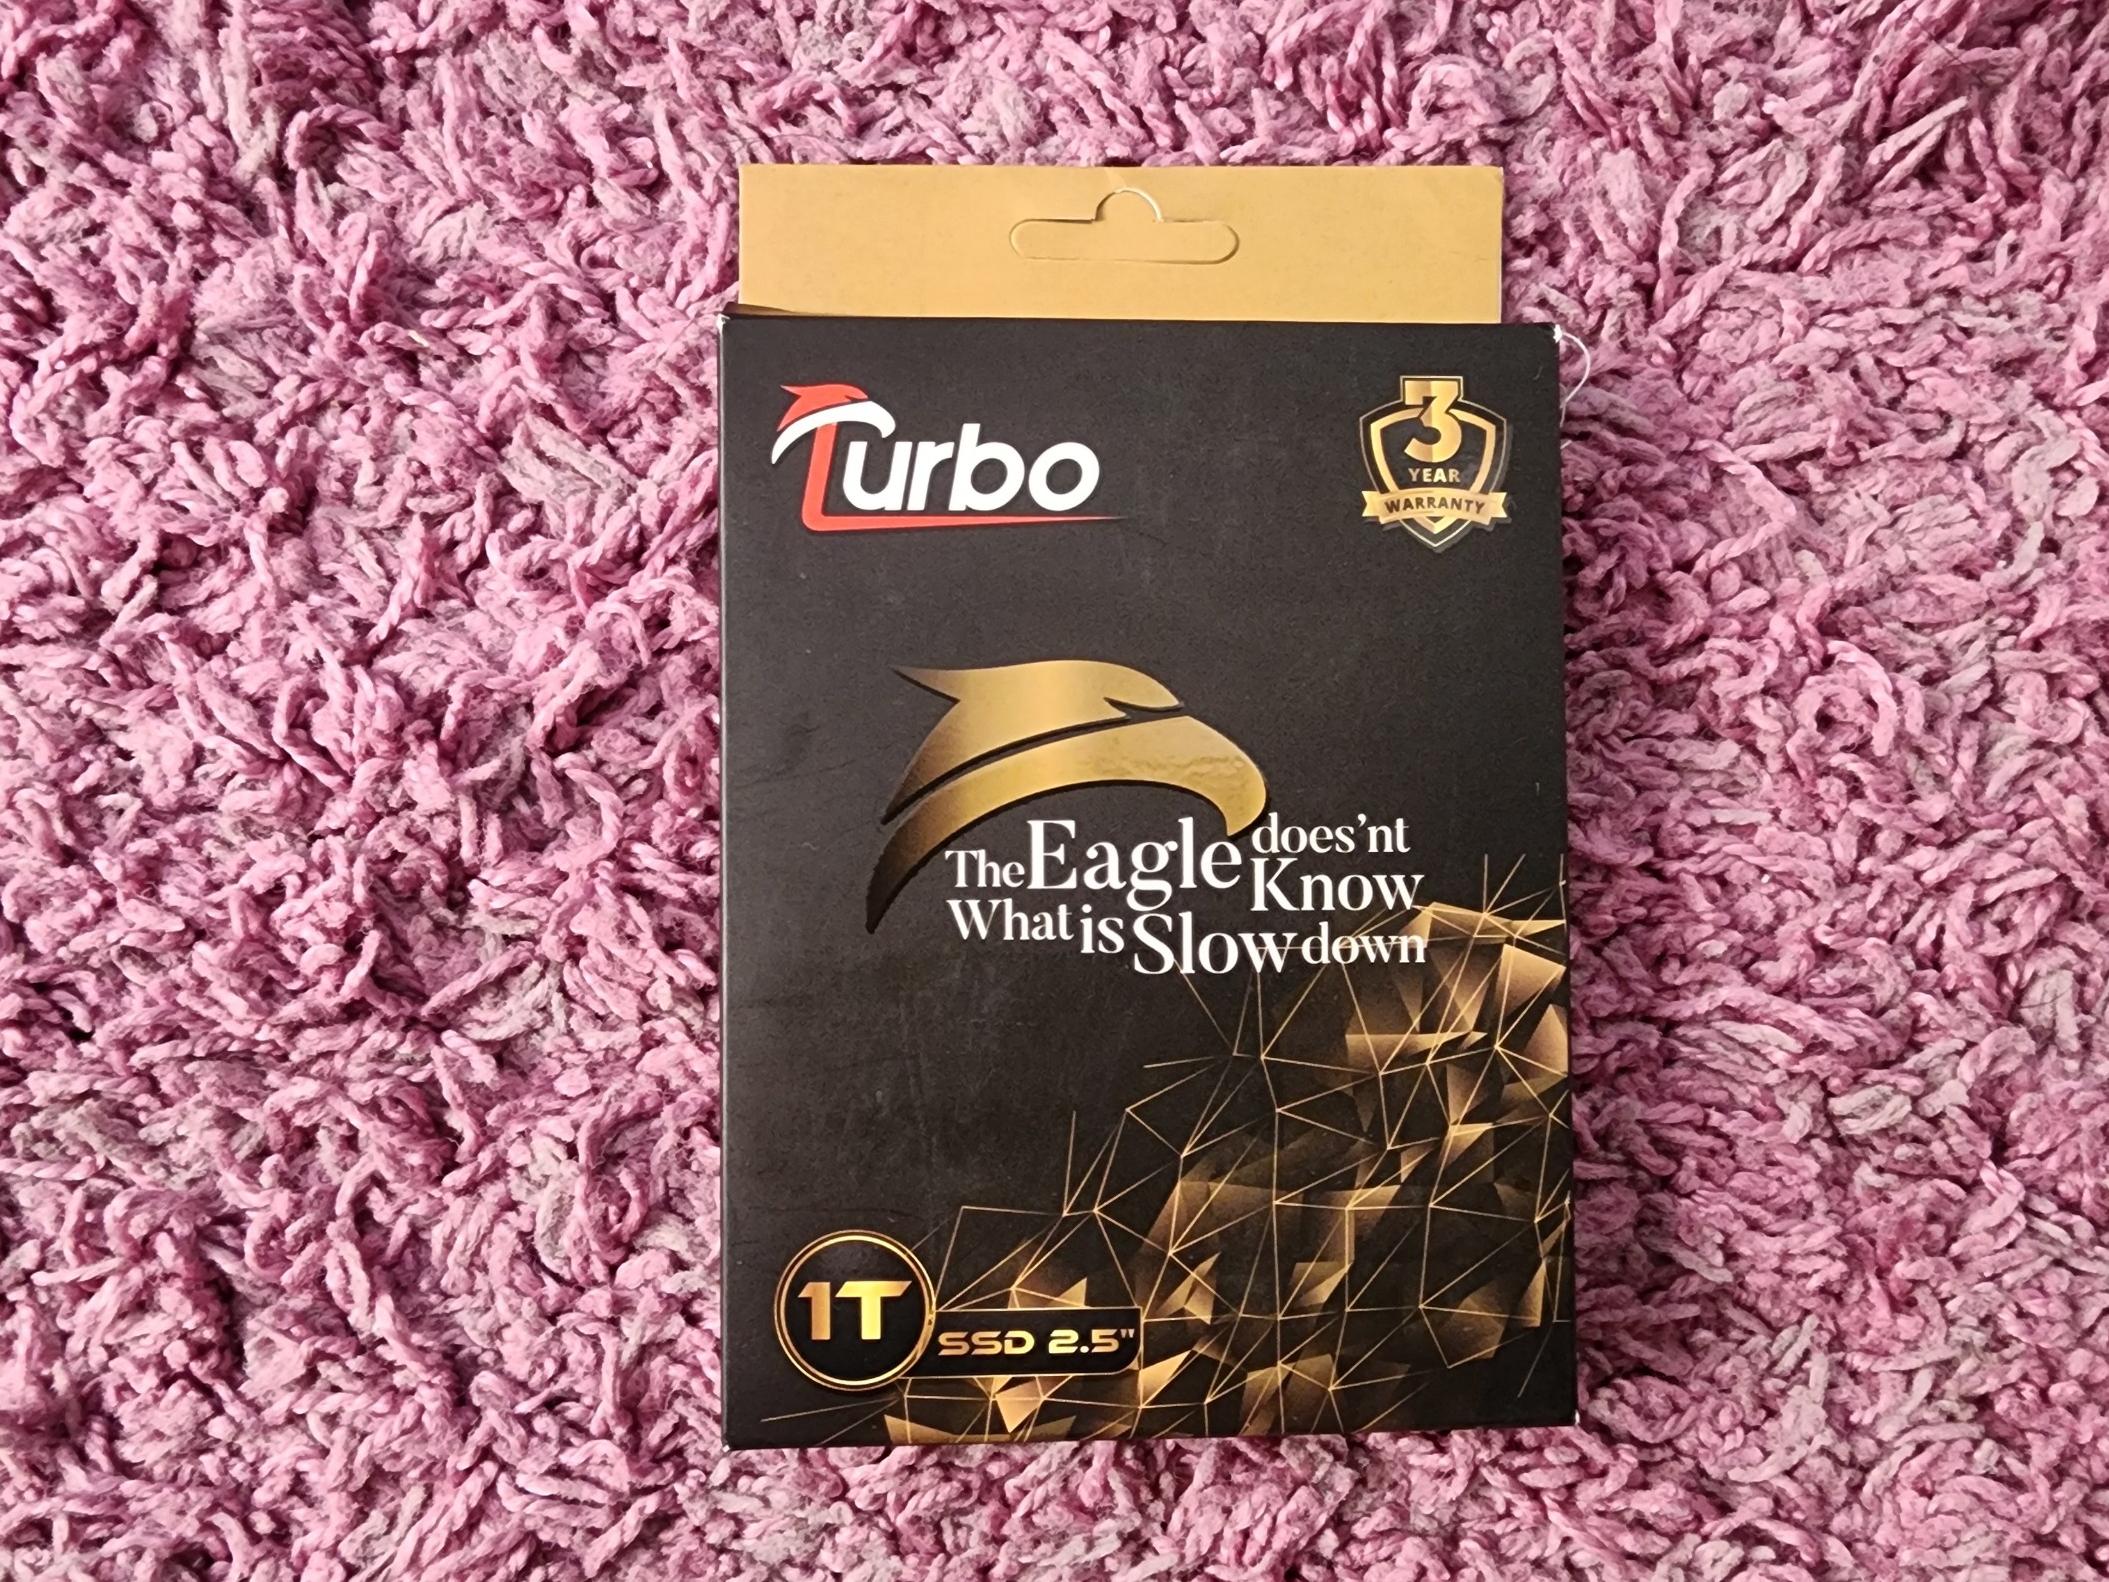 Turbo
3
YEAR
WARRANTY
The Eagle does'nt Know
What is Slow down
1T
SSD 2.5"